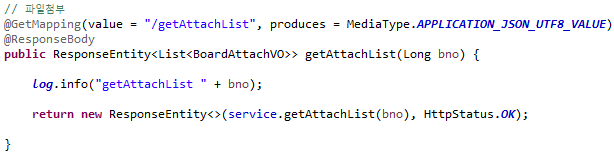 // 파일첨부
@GetMapping(value = "/getAttachList", produces = MediaType.APPLICATION_JSON_UTF8_VALUE)
@ResponseBody
public ResponseEntity<List<BoardAttachVO>> getAttachList(Long bno) {
log.info("getAttachList " + bno);
return new ResponseEntity<>(service.getAttachList(bno), HttpStatus.OK);
}